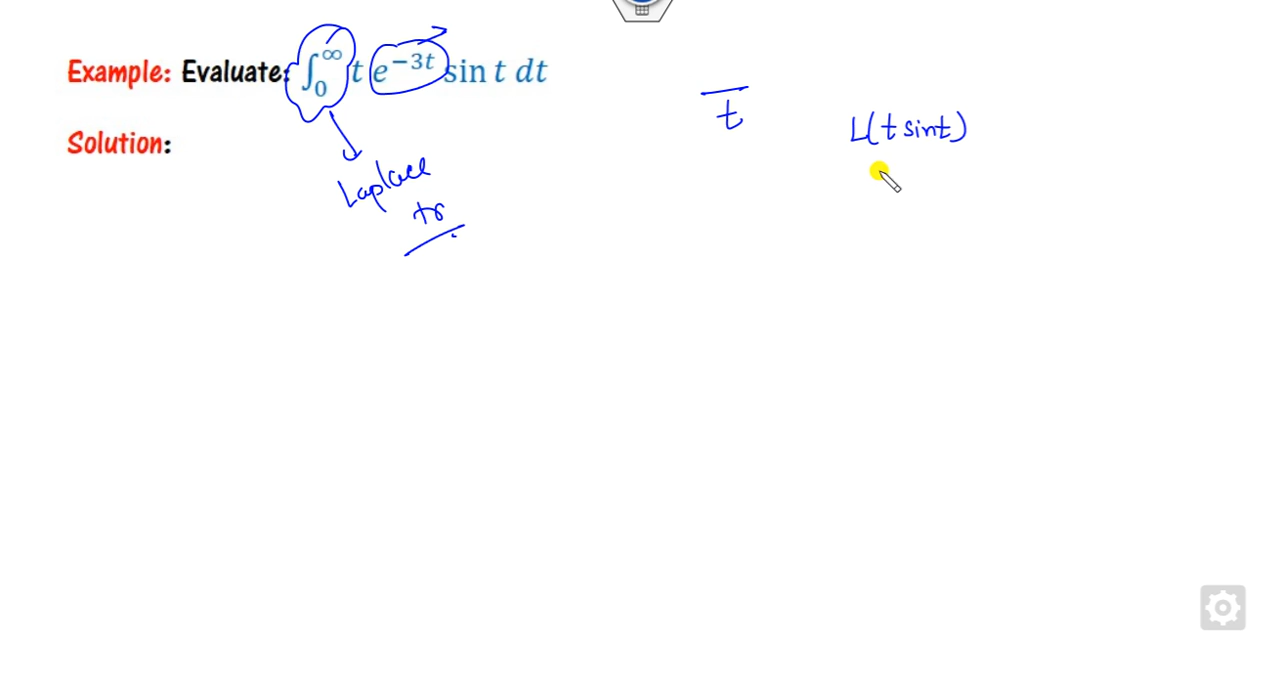 Example: Evaluate: ∫₀^∞ t e^{−3t} sin t dt
Solution:
Laplace
tr
t
L(t sint)